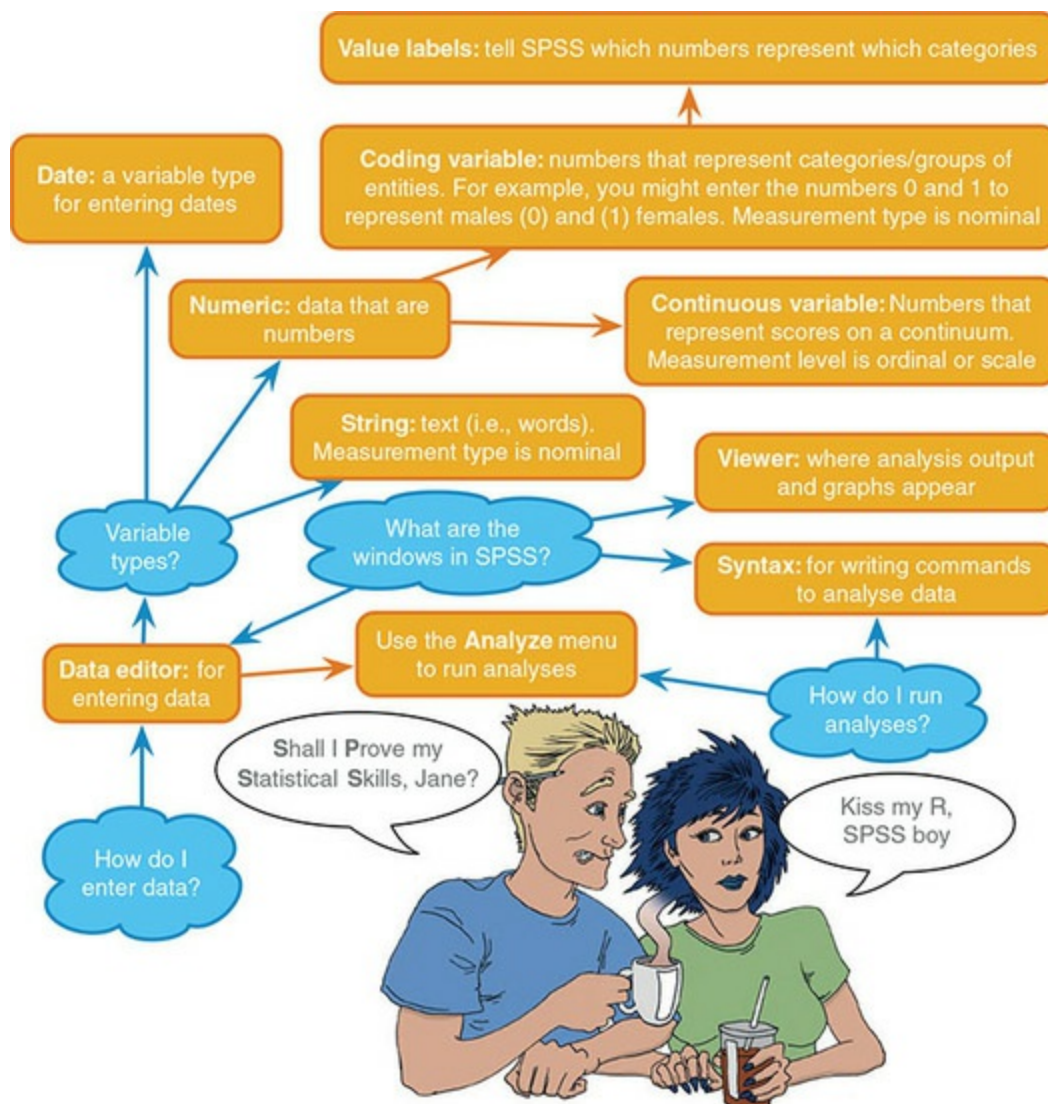 Value labels: tell SPSS which numbers represent which categories
Date: a variable type
for entering dates
Coding variable: numbers that represent categories/groups of
entities. For example, you might enter the numbers 0 and 1 to
represent males (0) and (1) females. Measurement type is nominal
Numeric: data that are
numbers
Continuous variable: Numbers that
represent scores on a continuum.
Measurement level is ordinal or scale
String: text (i.e., words).
Measurement type is nominal
Viewer: where analysis output
and graphs appear
Variable
types?
What are the
windows in SPSS?
Syntax: for writing commands
to analyse data
Data editor: for
entering data
Use the Analyze menu
to run analyses
How do I run
analyses?
Shall I Prove my
Statistical Skills, Jane?
Kiss my R,
SPSS boy
How do I
enter data?